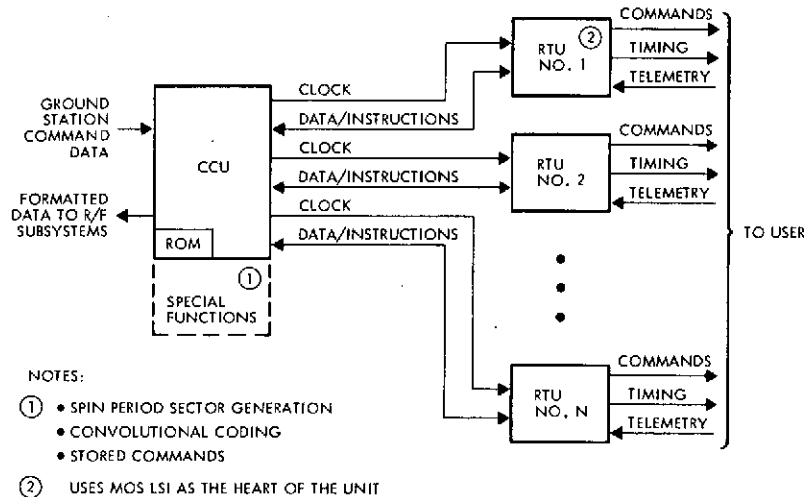 GROUND
STATION
COMMAND
DATA
FORMATTED
DATA TO R/F
SUBSYSTEMS
CCU
ROM
①
SPECIAL
FUNCTIONS
CLOCK
DATA/INSTRUCTIONS
CLOCK
DATA/INSTRUCTIONS
CLOCK
DATA/INSTRUCTIONS
RTU
NO. 1
②
COMMANDS
TIMING
TELEMETRY
RTU
NO. 2
COMMANDS
TIMING
TELEMETRY
RTU
NO. N
COMMANDS
TIMING
TELEMETRY
TO USER
NOTES:
① • SPIN PERIOD SECTOR GENERATION
• CONVOLUTIONAL CODING
• STORED COMMANDS
② USES MOS LSI AS THE HEART OF THE UNIT